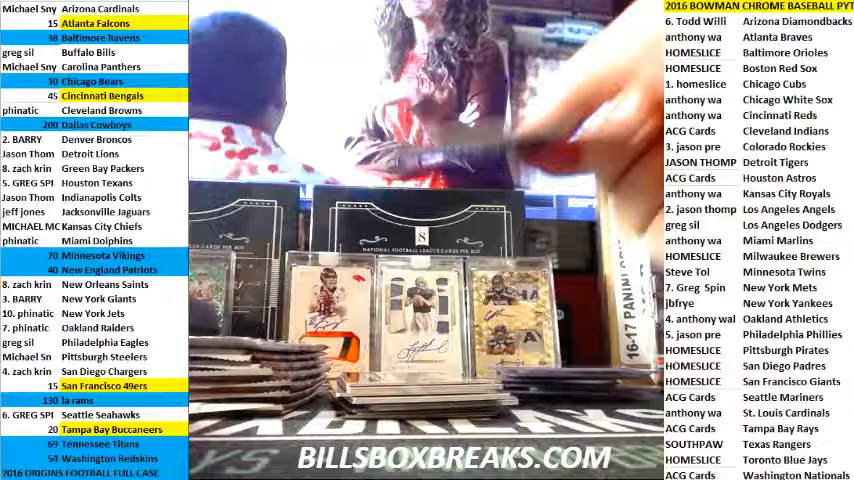 Michael Sny Arizona Cardinals
15 Atlanta Falcons
38 Baltimore Ravens
greg sil Buffalo Bills
Michael Sny Carolina Panthers
30 Chicago Bears
45 Cincinnati Bengals
phinatic Cleveland Browns
200 Dallas Cowboys
2. BARRY Denver Broncos
Jason Thom Detroit Lions
8. zach krin Green Bay Packers
5. GREG SPI Houston Texans
Jason Thom Indianapolis Colts
jeff jones Jacksonville Jaguars
MICHAEL MC Kansas City Chiefs
phinatic Miami Dolphins
70 Minnesota Vikings
40 New England Patriots
8. zach krin New Orleans Saints
3. BARRY New York Giants
10. phinatic New York Jets
7. phinatic Oakland Raiders
greg sil Philadelphia Eagles
Michael Sn Pittsburgh Steelers
4. zach krin San Diego Chargers
15 San Francisco 49ers
130 la rams
6. GREG SPI Seattle Seahawks
20 Tampa Bay Buccaneers
69 Tennessee Titans
54 Washington Redskins
2016 ORIGINS FOOTBALL FULL CASE
8
NATIONAL FOOTBALL LEAGUE CARDS PER BOX
CARDS PER BOX
16-17 PANINI
BILLSBOXBREAKS.COM
2016 BOWMAN CHROME BASEBALL PYT
6. Todd Willi Arizona Diamondbacks
anthony wa Atlanta Braves
HOMESLICE Baltimore Orioles
HOMESLICE Boston Red Sox
1. homeslice Chicago Cubs
anthony wa Chicago White Sox
anthony wa Cincinnati Reds
ACG Cards Cleveland Indians
3. jason pre Colorado Rockies
JASON THOMP Detroit Tigers
ACG Cards Houston Astros
anthony wa Kansas City Royals
2. jason thomp Los Angeles Angels
greg sil Los Angeles Dodgers
anthony wa Miami Marlins
HOMESLICE Milwaukee Brewers
Steve Tol Minnesota Twins
7. Greg Spin New York Mets
jbfrye New York Yankees
4. anthony wal Oakland Athletics
5. jason pre Philadelphia Phillies
HOMESLICE Pittsburgh Pirates
HOMESLICE San Diego Padres
HOMESLICE San Francisco Giants
ACG Cards Seattle Mariners
anthony wa St. Louis Cardinals
ACG Cards Tampa Bay Rays
SOUTHPAW Texas Rangers
HOMESLICE Toronto Blue Jays
ACG Cards Washington Nationals